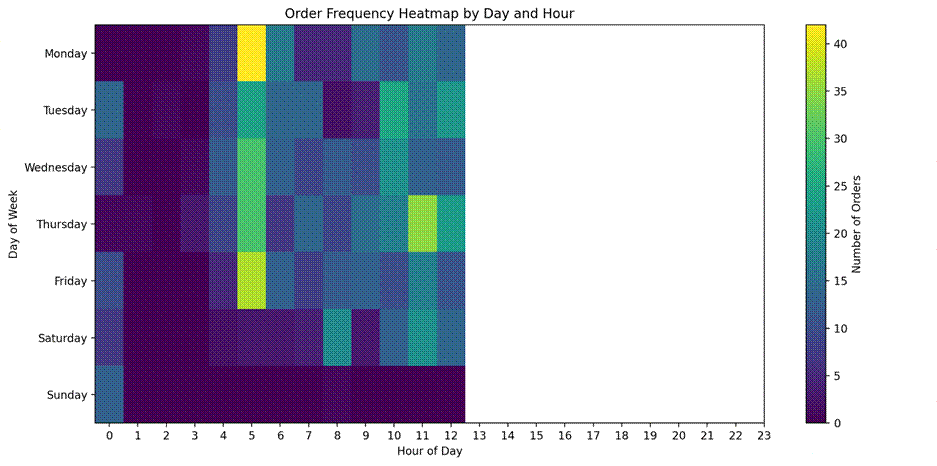 Order Frequency Heatmap by Day and Hour
Monday
Tuesday
Wednesday
Thursday
Friday
Saturday
Sunday
Day of Week
0 1 2 3 4 5 6 7 8 9 10 11 12 13 14 15 16 17 18 19 20 21 22 23
Hour of Day
40
35
30
25
20
15
10
5
0
Number of Orders